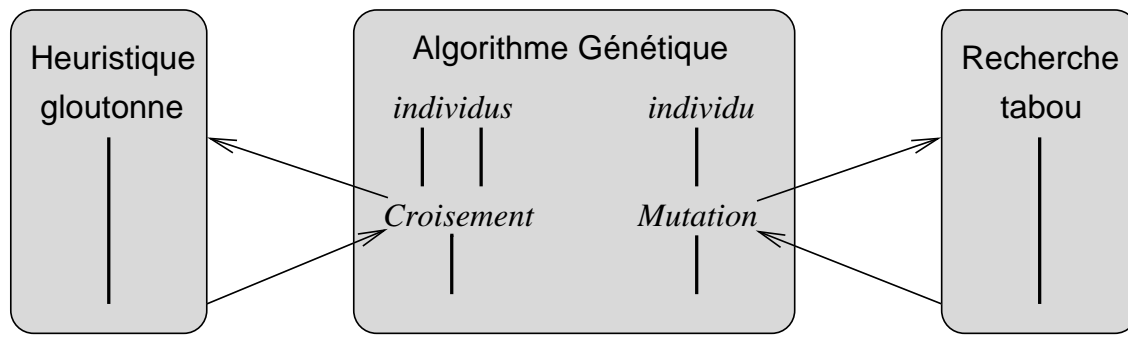 Heuristique
gloutonne
Algorithme Génétique
individus
individu
Croisement
Mutation
Recherche
tabou